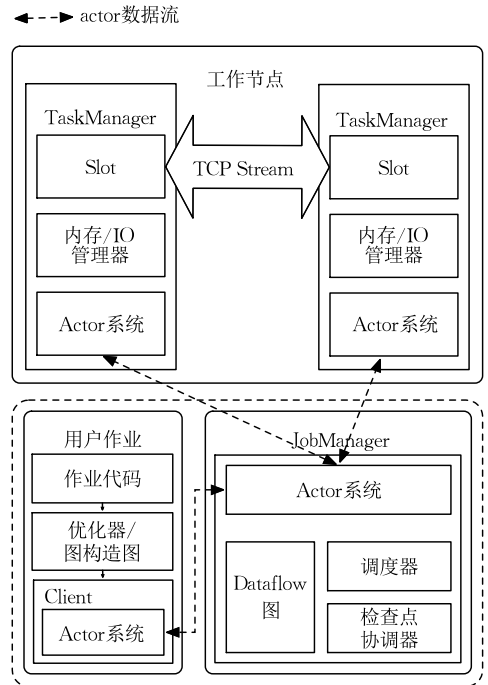 actor数据流
工作节点
TaskManager
Slot
内存/IO
管理器
Actor系统
TCP Stream
TaskManager
Slot
内存/IO
管理器
Actor系统
用户作业
作业代码
优化器/
图构造图
Client
Actor系统
JobManager
Actor系统
Dataflow
图
调度器
检查点
协调器